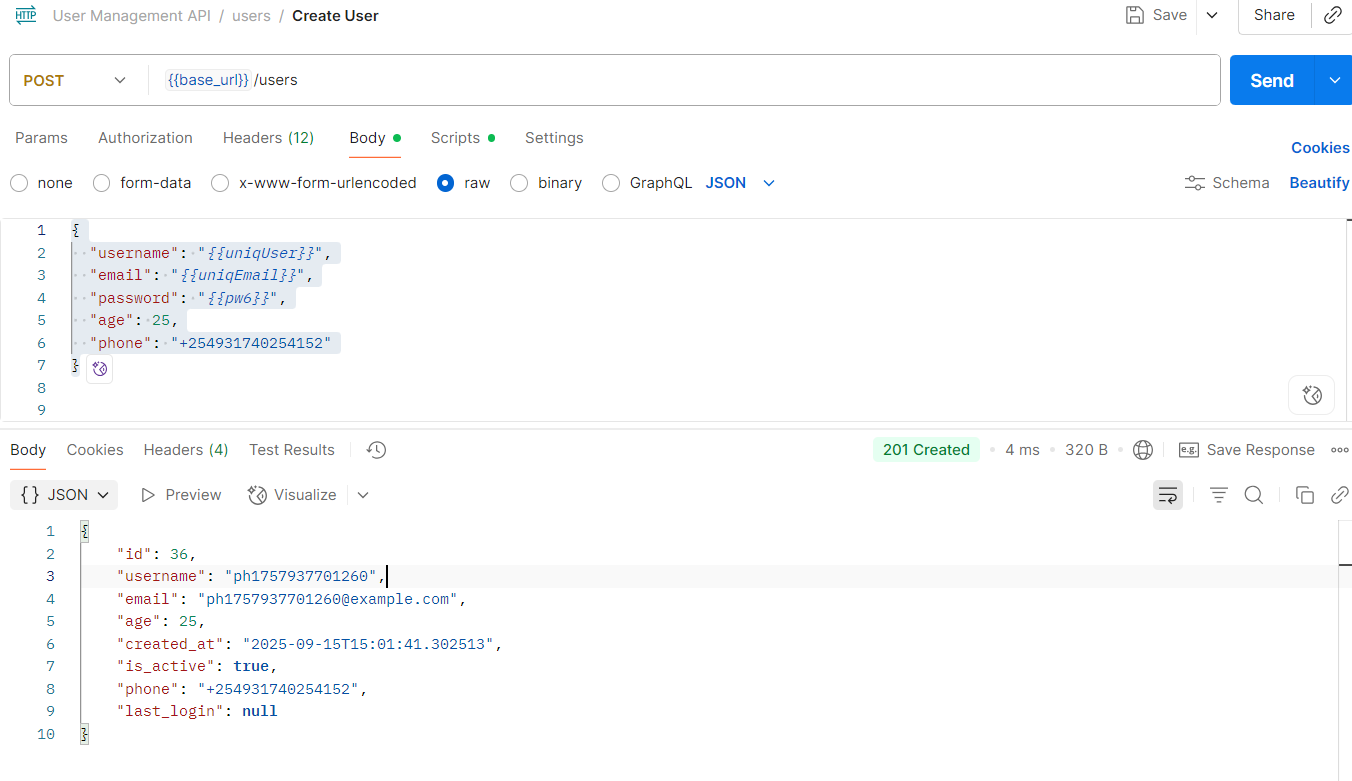 HTTP User Management API / users / Create User Save Share
POST {{base_url}} /users Send
Params Authorization Headers (12) Body Scripts Settings Cookies
none form-data x-www-form-urlencoded raw binary GraphQL JSON Schema Beautify
1 {
2 "username": "{{uniqUser}}",
3 "email": "{{uniqEmail}}",
4 "password": "{{pw6}}",
5 "age": 25,
6 "phone": "+254931740254152"
7 }
8
9
Body Cookies Headers (4) Test Results 201 Created 4 ms 320 B e.g. Save Response
{} JSON Preview Visualize
1 {
2 "id": 36,
3 "username": "ph1757937701260",
4 "email": "ph1757937701260@example.com",
5 "age": 25,
6 "created_at": "2025-09-15T15:01:41.302513",
7 "is_active": true,
8 "phone": "+254931740254152",
9 "last_login": null
10 }